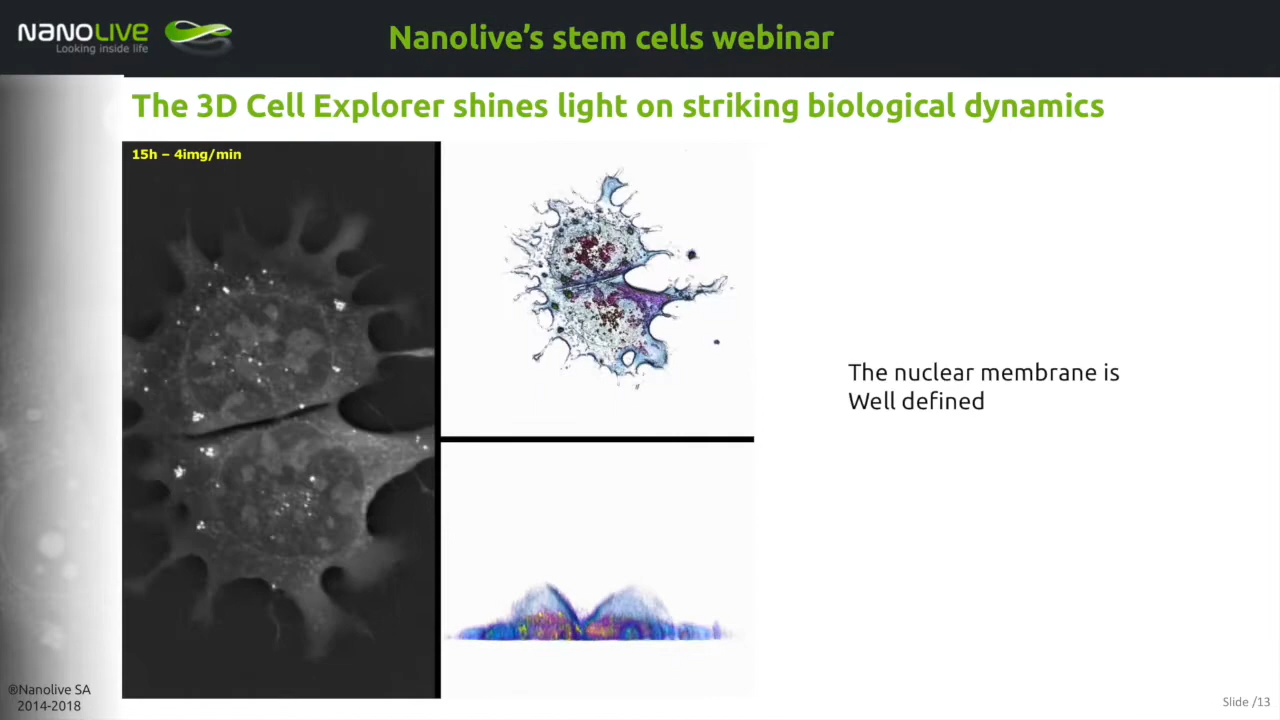 NANOLIVE
Looking inside life
Nanolive's stem cells webinar
The 3D Cell Explorer shines light on striking biological dynamics
15h – 4img/min
The nuclear membrane is
Well defined
®Nanolive SA
2014-2018
Slide /13